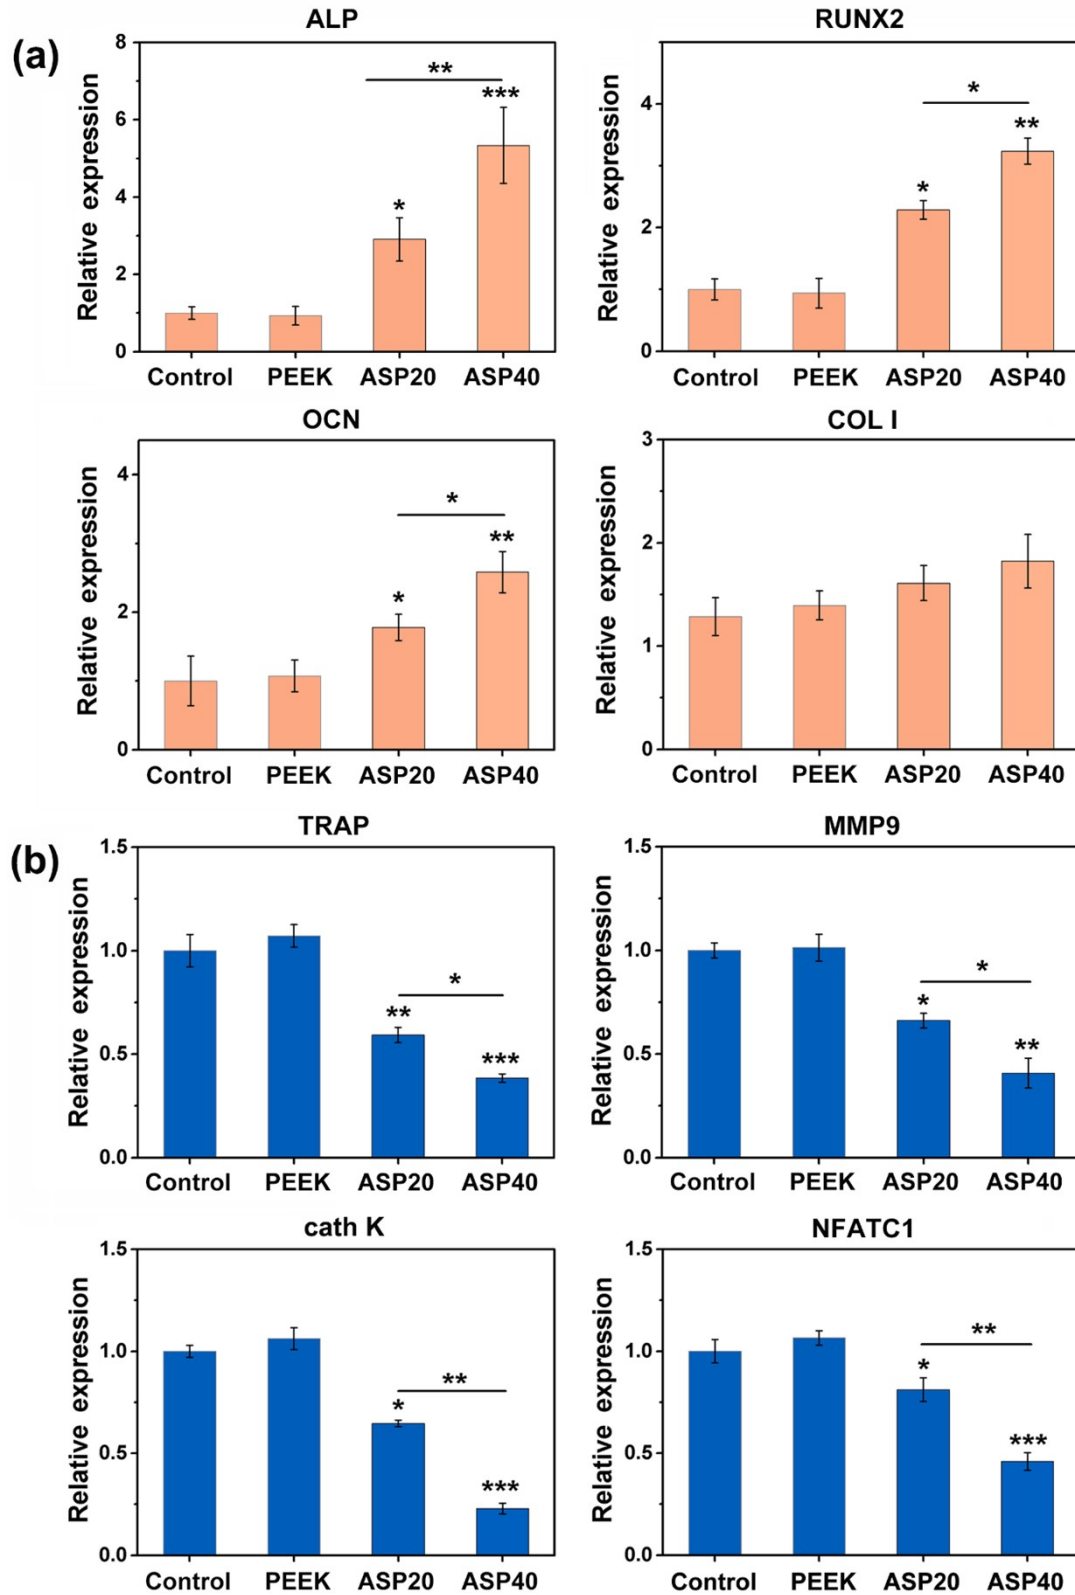 (a)
ALP
Relative expression
8
6
4
2
0
**
***
*
Control PEEK ASP20 ASP40
RUNX2
Relative expression
4
2
0
*
**
*
Control PEEK ASP20 ASP40
OCN
Relative expression
4
2
0
*
**
*
Control PEEK ASP20 ASP40
COL I
Relative expression
3
2
1
0
Control PEEK ASP20 ASP40
(b)
TRAP
Relative expression
1.5
1.0
0.5
0.0
*
**
***
Control PEEK ASP20 ASP40
MMP9
Relative expression
1.5
1.0
0.5
0.0
*
*
**
Control PEEK ASP20 ASP40
cath K
Relative expression
1.5
1.0
0.5
0.0
**
*
***
Control PEEK ASP20 ASP40
NFATC1
Relative expression
1.5
1.0
0.5
0.0
**
*
***
Control PEEK ASP20 ASP40